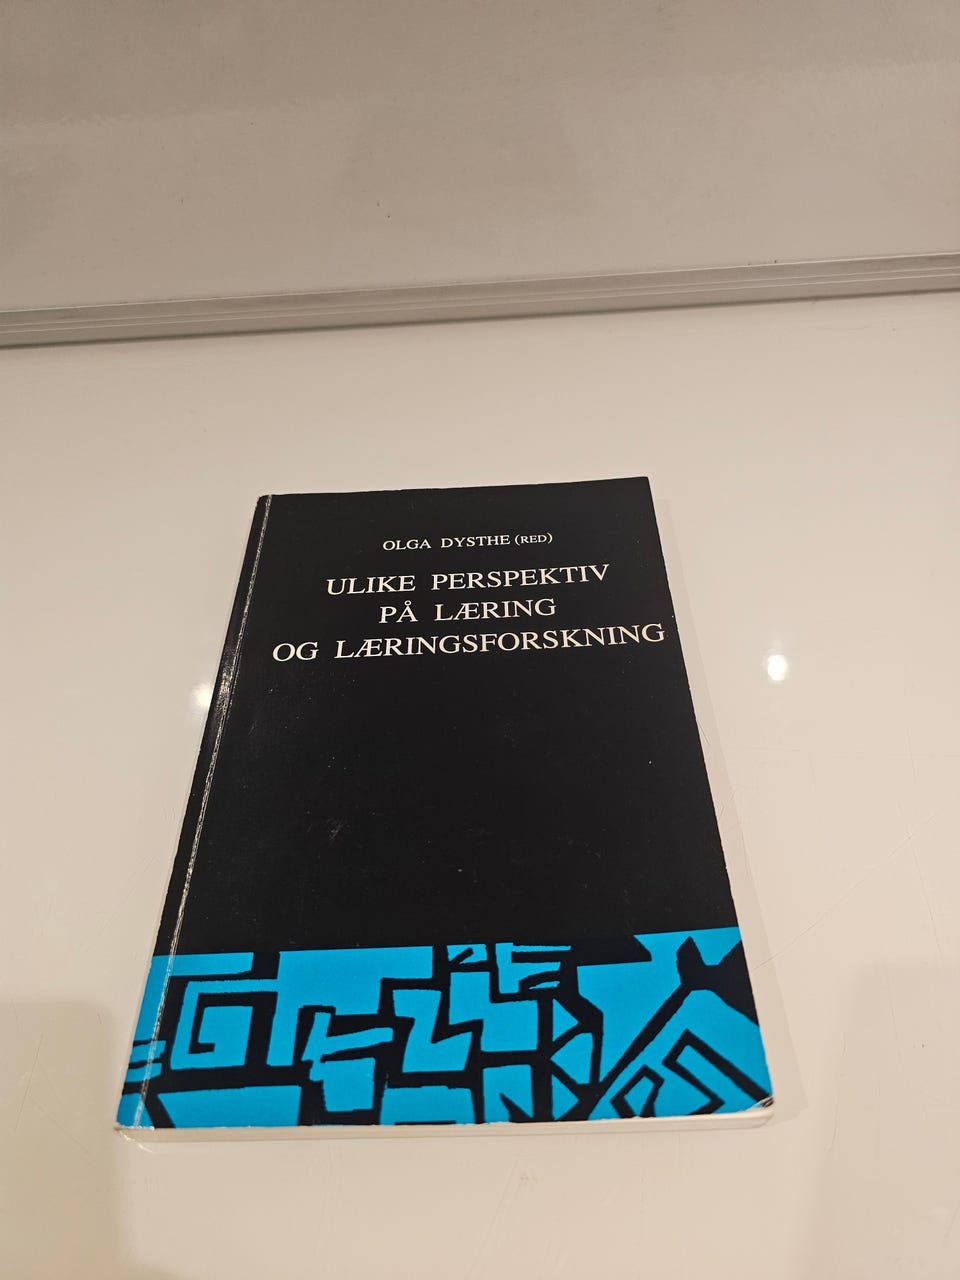 OLGA DYSTHE (RED)
ULIKE PERSPEKTIV
PÅ LÆRING
OG LÆRINGSFORSKNING